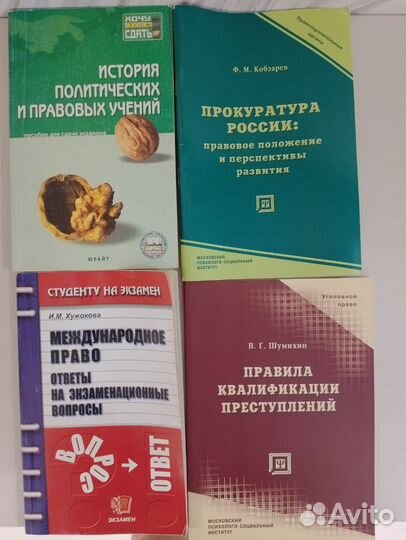 ХОЧУ
СДАТЬ
ИСТОРИЯ
ПОЛИТИЧЕСКИХ
И ПРАВОВЫХ УЧЕНИЙ
пособие для сдачи экзамена
ЮРАЙТ
Правоохранительные
органы
Ф. М. Кобзарев
ПРОКУРАТУРА
РОССИИ:
правовое положение
и перспективы
развития
МОСКОВСКИЙ
ПСИХОЛОГО-СОЦИАЛЬНЫЙ
ИНСТИТУТ
СТУДЕНТУ НА ЭКЗАМЕН
И.М. Хужокова
МЕЖДУНАРОДНОЕ
ПРАВО
ОТВЕТЫ
НА ЭКЗАМЕНАЦИОННЫЕ
ВОПРОСЫ
ВОПРОС
ОТВЕТ
ЭКЗАМЕН
Уголовное
право
В. Г. Шумихин
ПРАВИЛА
КВАЛИФИКАЦИИ
ПРЕСТУПЛЕНИЙ
МОСКОВСКИЙ
ПСИХОЛОГО-СОЦИАЛЬНЫЙ
ИНСТИТУТ
Avito